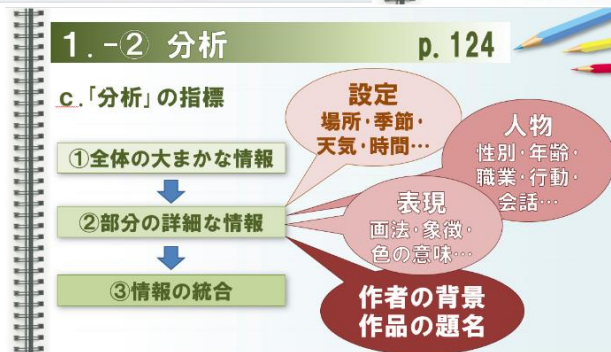 1.-② 分析
p. 124
c.「分析」の指標
①全体の大まかな情報
②部分の詳細な情報
③情報の統合
設定
場所・季節・
天気・時間…
人物
性別・年齢・
職業・行動・
会話…
表現
画法・象徴・
色の意味…
作者の背景
作品の題名